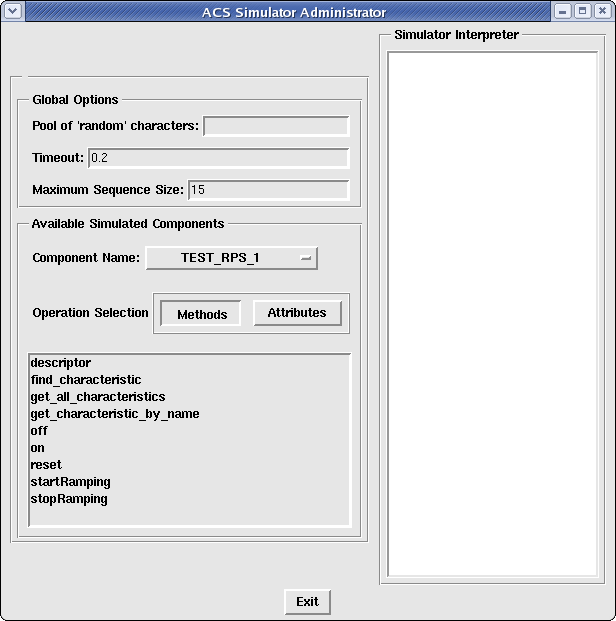 ACS Simulator Administrator
Global Options
Pool of 'random' characters:
Timeout: 0.2
Maximum Sequence Size: 15
Available Simulated Components
Component Name: TEST_RPS_1
Operation Selection Methods Attributes
descriptor
find_characteristic
get_all_characteristics
get_characteristic_by_name
off
on
reset
startRamping
stopRamping
Simulator Interpreter
Exit